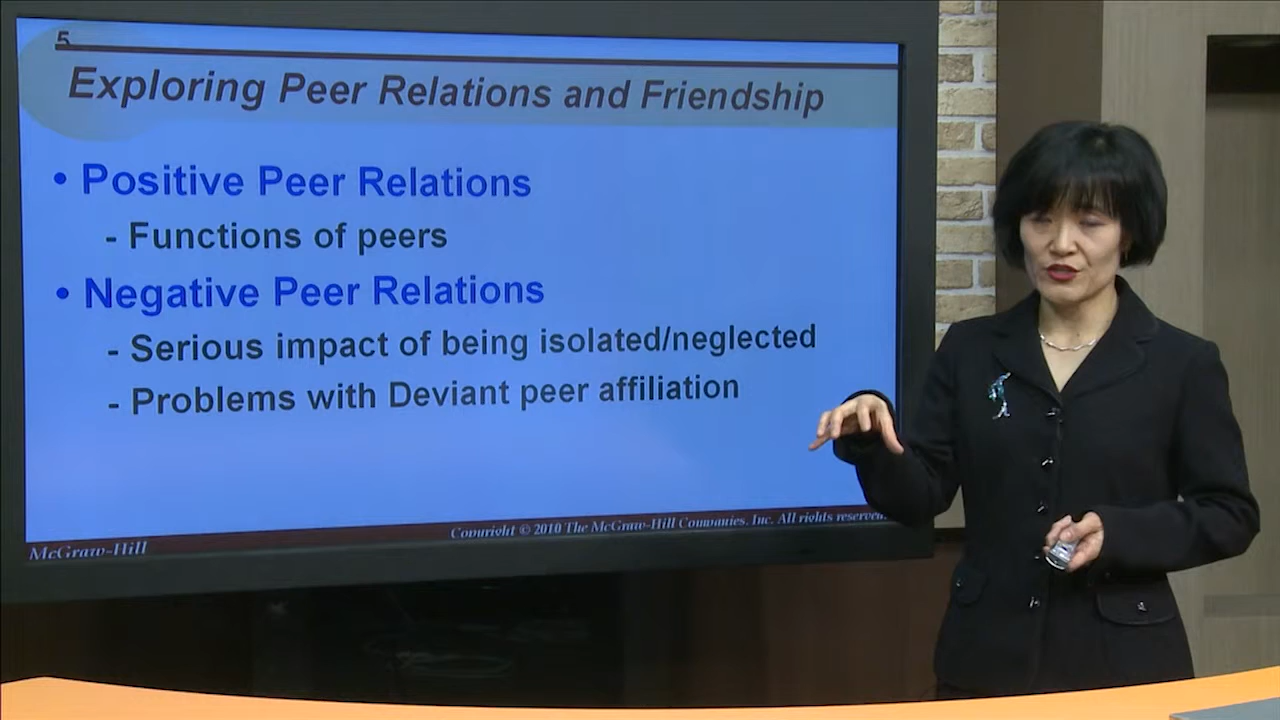 5
Exploring Peer Relations and Friendship
• Positive Peer Relations
- Functions of peers
• Negative Peer Relations
- Serious impact of being isolated/neglected
- Problems with Deviant peer affiliation
McGraw-Hill
Copyright © 2010 The McGraw-Hill Companies, Inc. All rights reserved.